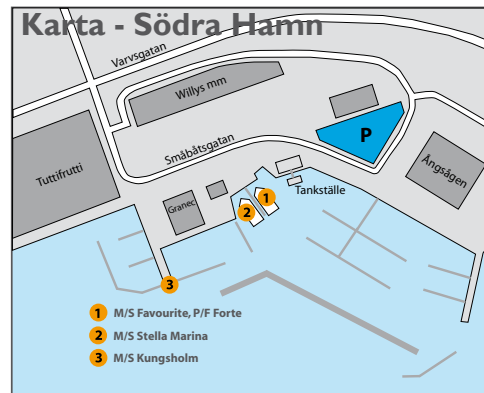 Karta - Södra Hamn
Varvsgatan
Willys mm
P
Småbåtsgatan
Ångsågen
Tuttifrutti
Tankställe
Granec
1
2
3
1 M/S Favourite, P/F Forte
2 M/S Stella Marina
3 M/S Kungsholm